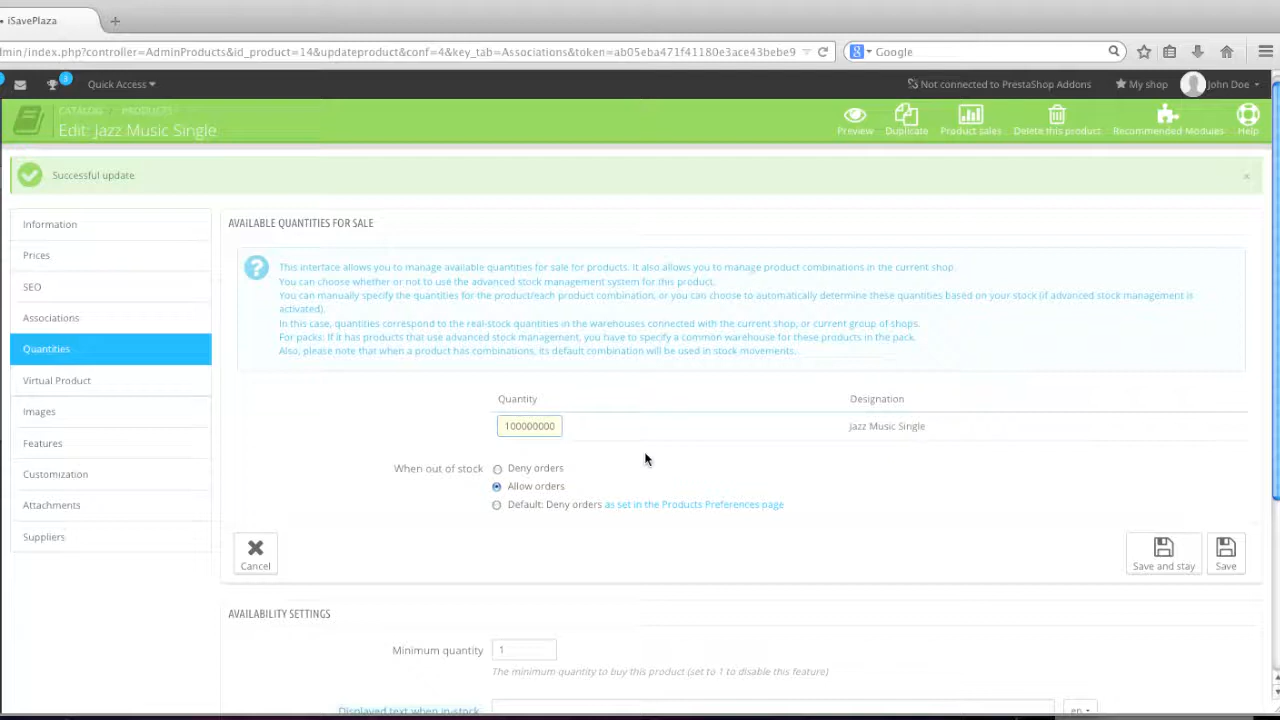 iSavePlaza
dmin/index.php?controller=AdminProducts&id_product=14&updateproduct&conf=4&key_tab=Associations&token=ab05eba471f41180e3ace43bebe9
Google
3
Quick Access
Not connected to PrestaShop Addons
My shop
John Doe
CATALOG / PRODUCTS
Edit: Jazz Music Single
Preview
Duplicate
Product sales
Delete this product
Recommended Modules
Help
Successful update
Information
Prices
SEO
Associations
Quantities
Virtual Product
Images
Features
Customization
Attachments
Suppliers
AVAILABLE QUANTITIES FOR SALE
This interface allows you to manage available quantities for sale for products. It also allows you to manage product combinations in the current shop.
You can choose whether or not to use the advanced stock management system for this product.
You can manually specify the quantities for the product/each product combination, or you can choose to automatically determine these quantities based on your stock (if advanced stock management is
activated).
In this case, quantities correspond to the real-stock quantities in the warehouses connected with the current shop, or current group of shops.
For packs: If it has products that use advanced stock management, you have to specify a common warehouse for these products in the pack.
Also, please note that when a product has combinations, its default combination will be used in stock movements.
Quantity
Designation
100000000
Jazz Music Single
When out of stock
Deny orders
Allow orders
Default: Deny orders as set in the Products Preferences page
Cancel
Save and stay
Save
AVAILABILITY SETTINGS
Minimum quantity
1
The minimum quantity to buy this product (set to 1 to disable this feature)
Displayed text when in-stock
en